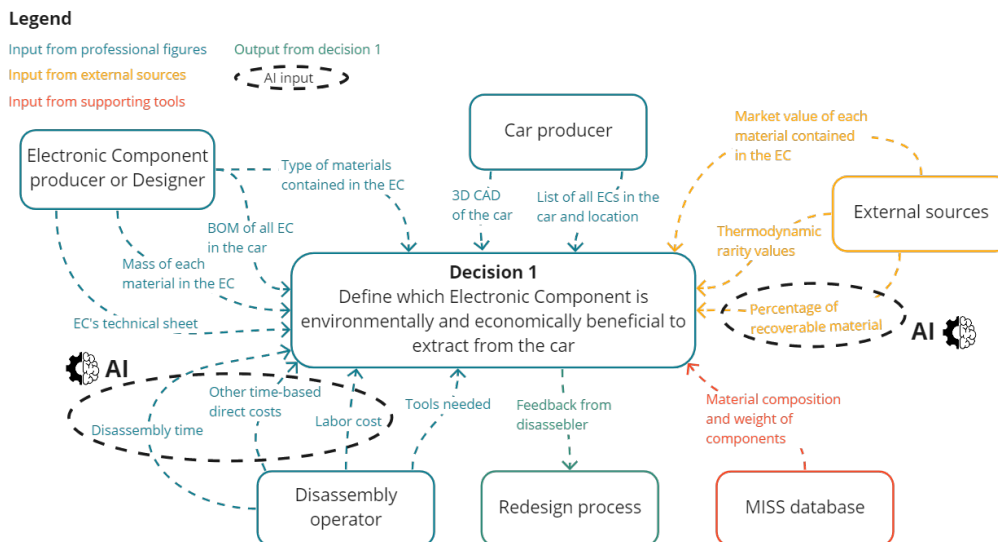 Legend
Input from professional figures
Output from decision 1
Input from external sources
AI input
Input from supporting tools
Electronic Component
producer or Designer
Car producer
External sources
Type of materials
contained in the EC
BOM of all EC
in the car
Mass of each
material in the EC
EC's technical sheet
3D CAD
of the car
List of all ECs in the
car and location
Market value of each
material contained
in the EC
Thermodynamic
rarity values
Percentage of
recoverable material
AI
Decision 1
Define which Electronic Component is
environmentally and economically beneficial to
extract from the car
AI
Other time-based
direct costs
Disassembly time
Labor cost
Tools needed
Feedback from
disassebler
Material composition
and weight of
components
Disassembly
operator
Redesign process
MISS database